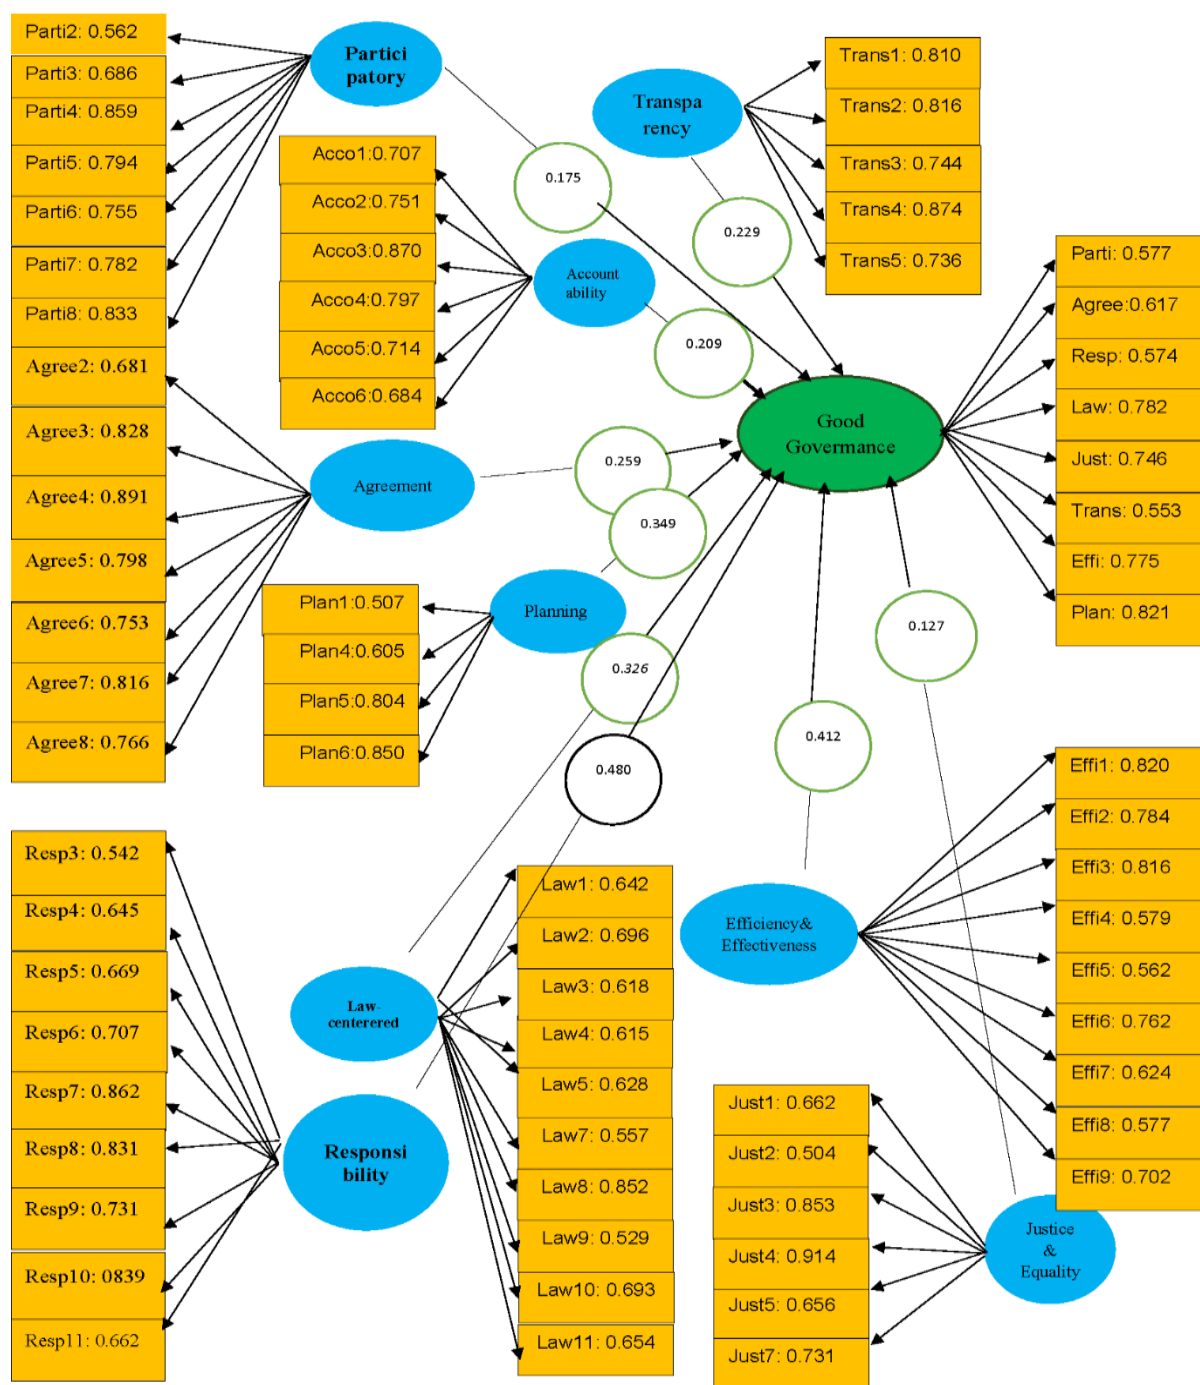 Parti2: 0.562
Parti3: 0.686
Parti4: 0.859
Parti5: 0.794
Parti6: 0.755
Parti7: 0.782
Parti8: 0.833
Agree2: 0.681
Agree3: 0.828
Agree4: 0.891
Agree5: 0.798
Agree6: 0.753
Agree7: 0.816
Agree8: 0.766
Partici
patory
Acco1:0.707
Acco2:0.751
Acco3:0.870
Acco4:0.797
Acco5:0.714
Acco6:0.684
Transpa
rency
Trans1: 0.810
Trans2: 0.816
Trans3: 0.744
Trans4: 0.874
Trans5: 0.736
0.175
0.229
Account
ability
0.209
Good
Govermance
Parti: 0.577
Agree:0.617
Resp: 0.574
Law: 0.782
Just: 0.746
Trans: 0.553
Effi: 0.775
Plan: 0.821
Agreement
0.259
0.349
Planning
Plan1:0.507
Plan4:0.605
Plan5:0.804
Plan6:0.850
0.326
0.480
0.412
0.127
Resp3: 0.542
Resp4: 0.645
Resp5: 0.669
Resp6: 0.707
Resp7: 0.862
Resp8: 0.831
Resp9: 0.731
Resp10: 0839
Resp11: 0.662
Law-
centerered
Responsi
bility
Law1: 0.642
Law2: 0.696
Law3: 0.618
Law4: 0.615
Law5: 0.628
Law7: 0.557
Law8: 0.852
Law9: 0.529
Law10: 0.693
Law11: 0.654
Efficiency&
Effectiveness
Effi1: 0.820
Effi2: 0.784
Effi3: 0.816
Effi4: 0.579
Effi5: 0.562
Effi6: 0.762
Effi7: 0.624
Effi8: 0.577
Effi9: 0.702
Just1: 0.662
Just2: 0.504
Just3: 0.853
Just4: 0.914
Just5: 0.656
Just7: 0.731
Justice
&
Equality